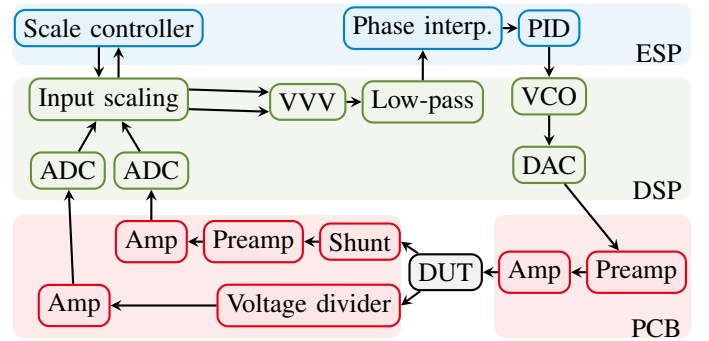 Scale controller
Phase interp.
PID
ESP
Input scaling
VVV
Low-pass
VCO
ADC
ADC
DAC
DSP
Amp
Preamp
Shunt
DUT
Amp
Preamp
Amp
Voltage divider
PCB